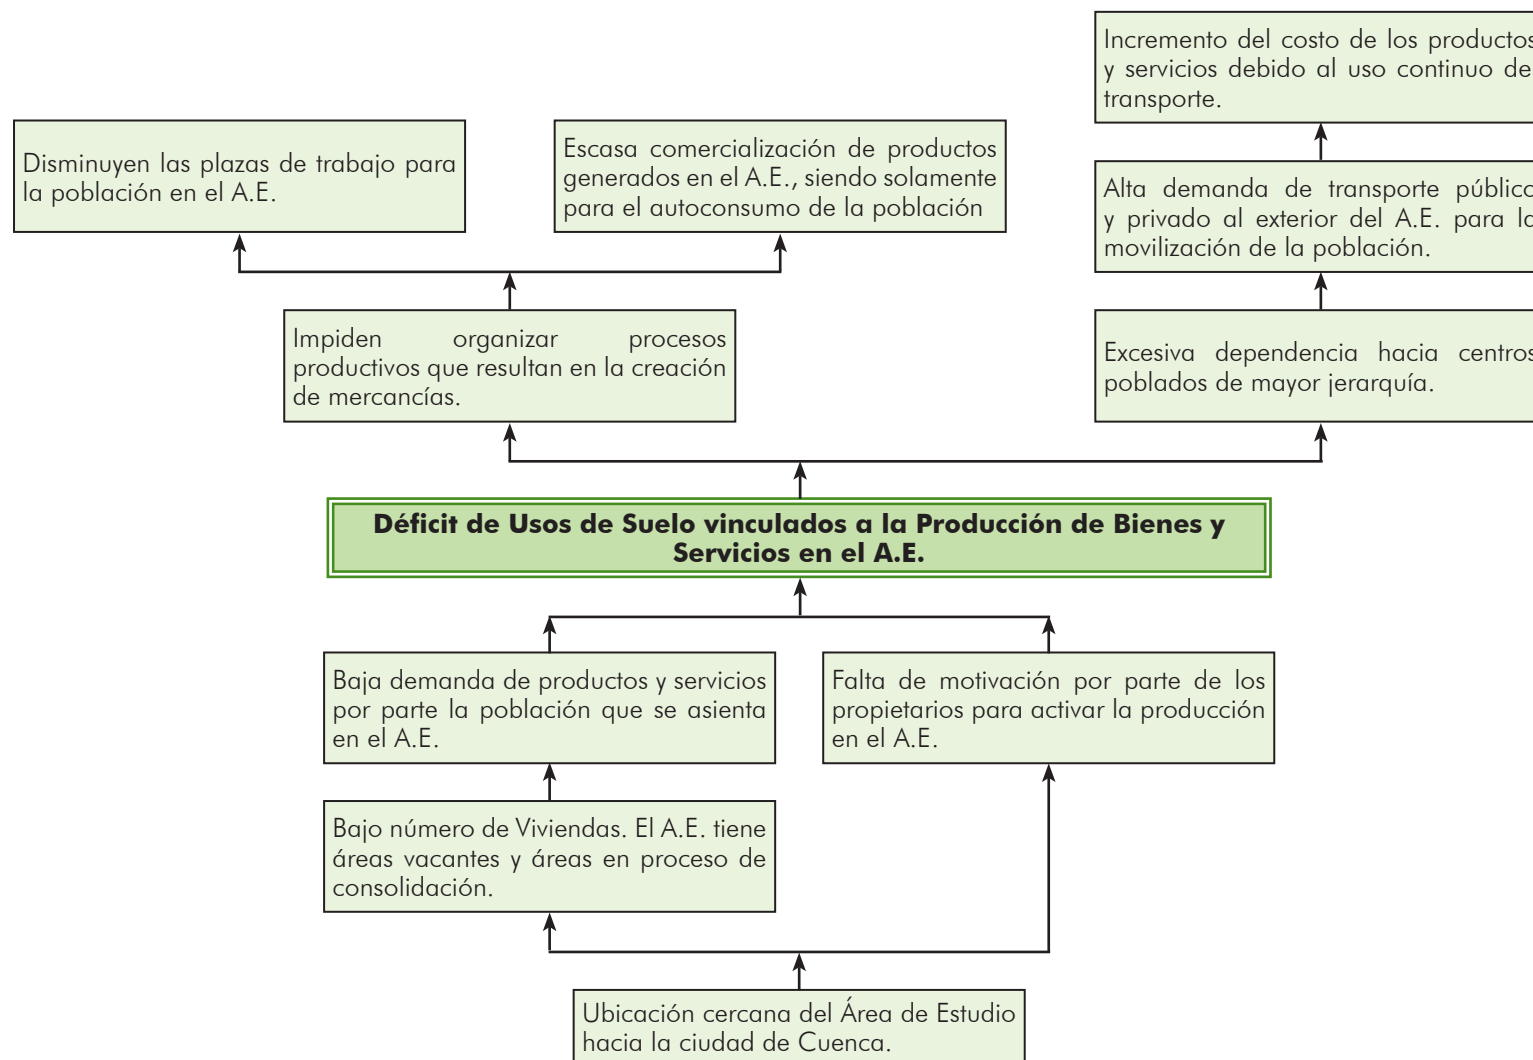 Incremento del costo de los productos
y servicios debido al uso continuo de
transporte.
Disminuyen las plazas de trabajo para
la población en el A.E.
Escasa comercialización de productos
generados en el A.E., siendo solamente
para el autoconsumo de la población
Alta demanda de transporte público
y privado al exterior del A.E. para la
movilización de la población.
Impiden organizar procesos
productivos que resultan en la creación
de mercancías.
Excesiva dependencia hacia centros
poblados de mayor jerarquía.
Déficit de Usos de Suelo vinculados a la Producción de Bienes y
Servicios en el A.E.
Baja demanda de productos y servicios
por parte la población que se asienta
en el A.E.
Falta de motivación por parte de los
propietarios para activar la producción
en el A.E.
Bajo número de Viviendas. El A.E. tiene
áreas vacantes y áreas en proceso de
consolidación.
Ubicación cercana del Área de Estudio
hacia la ciudad de Cuenca.